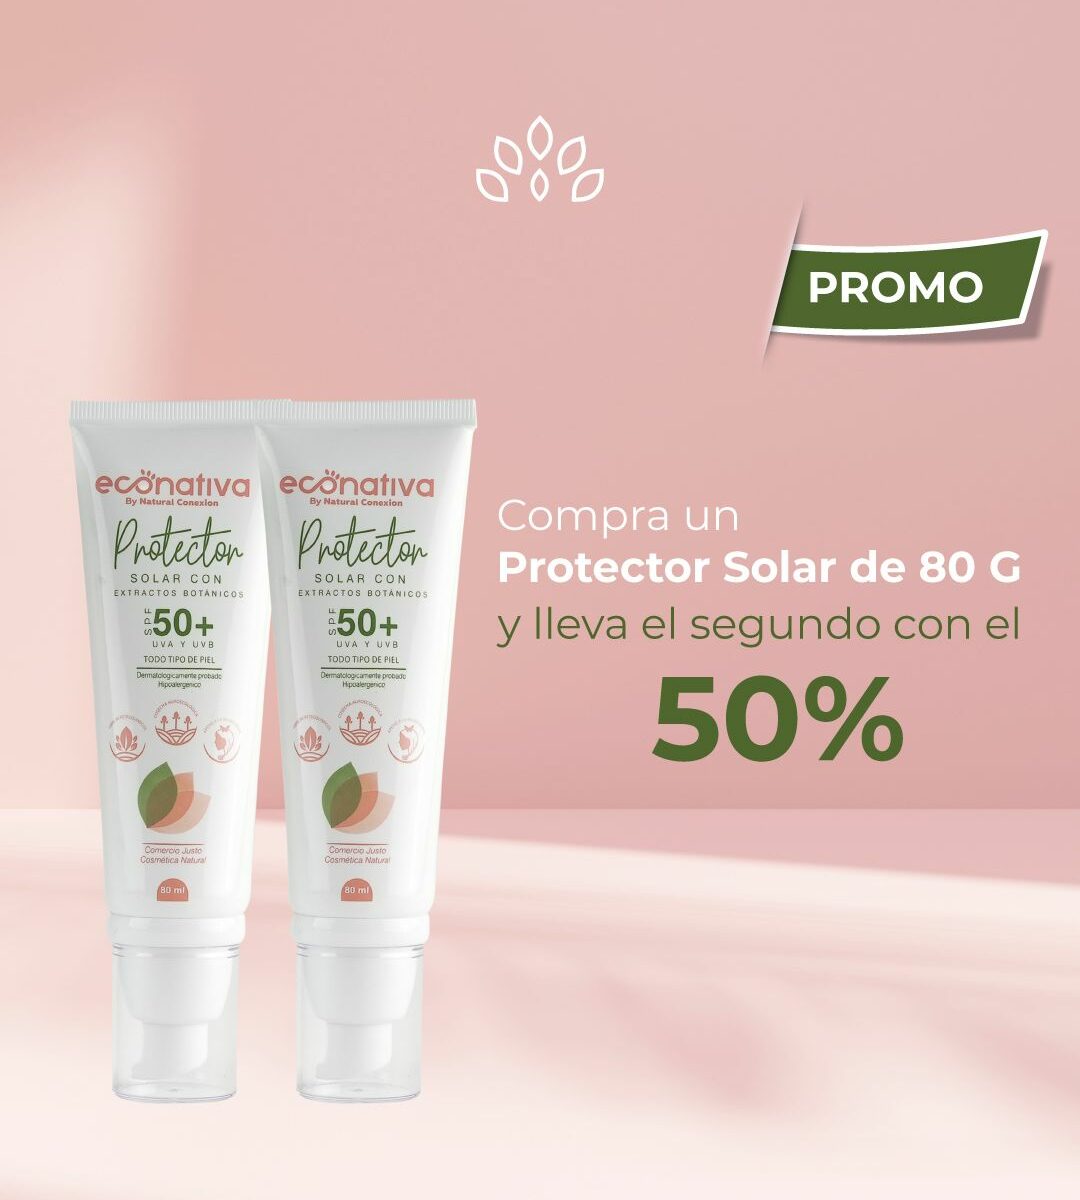 PROMO
econativa
By Natural Conexion
Protector
SOLAR CON
EXTRACTOS BOTÁNICOS
SPF 50+
UVA Y UVB
TODO TIPO DE PIEL
Dermatologicamente probado
Hipoalergenico
Comercio Justo
Cosmética Natural
80 ml
econativa
By Natural Conexion
Protector
SOLAR CON
EXTRACTOS BOTÁNICOS
SPF 50+
UVA Y UVB
TODO TIPO DE PIEL
Dermatologicamente probado
Hipoalergenico
Comercio Justo
Cosmética Natural
80 ml
Compra un
Protector Solar de 80 G
y lleva el segundo con el
50%